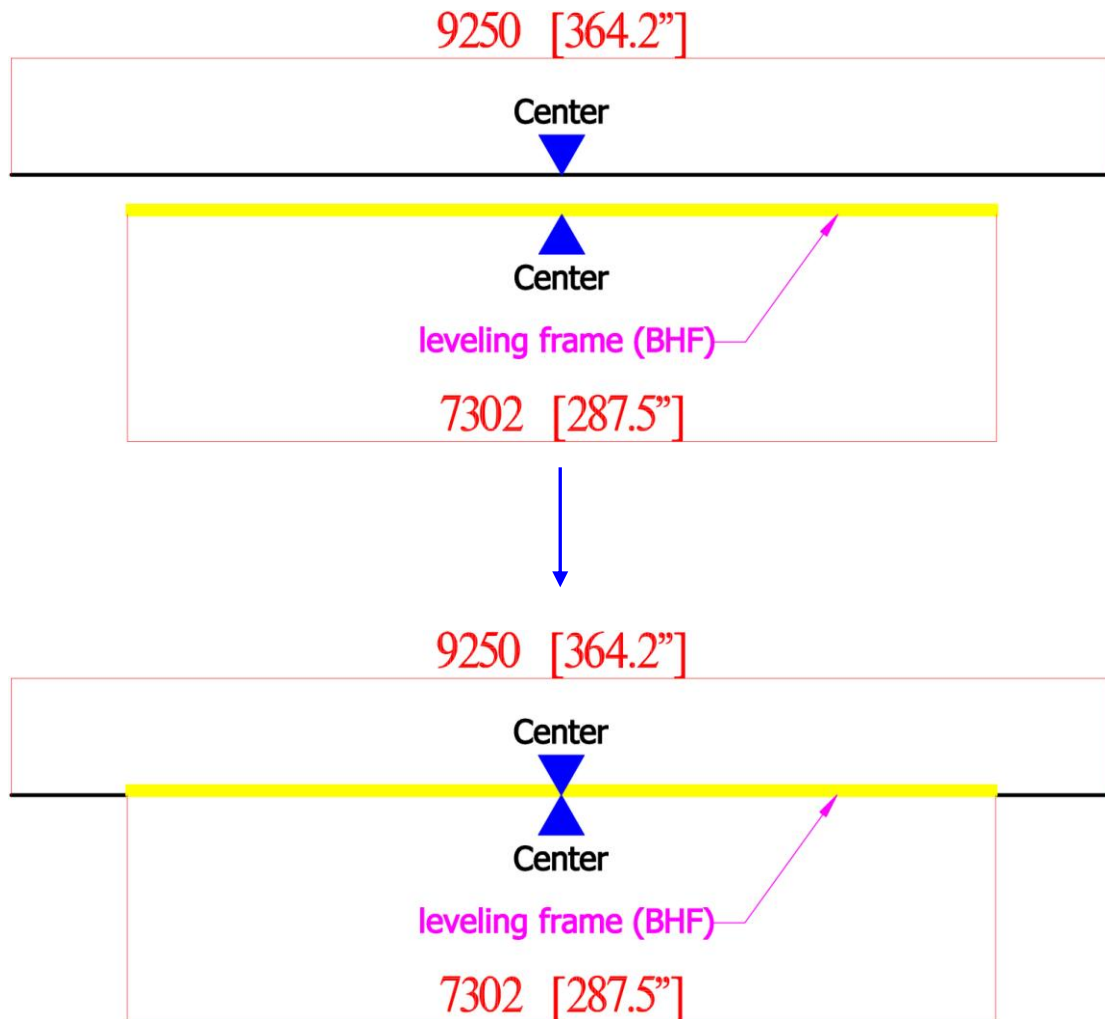 9250 [364.2”]
Center
Center
leveling frame (BHF)
7302 [287.5”]
9250 [364.2”]
Center
Center
leveling frame (BHF)
7302 [287.5”]